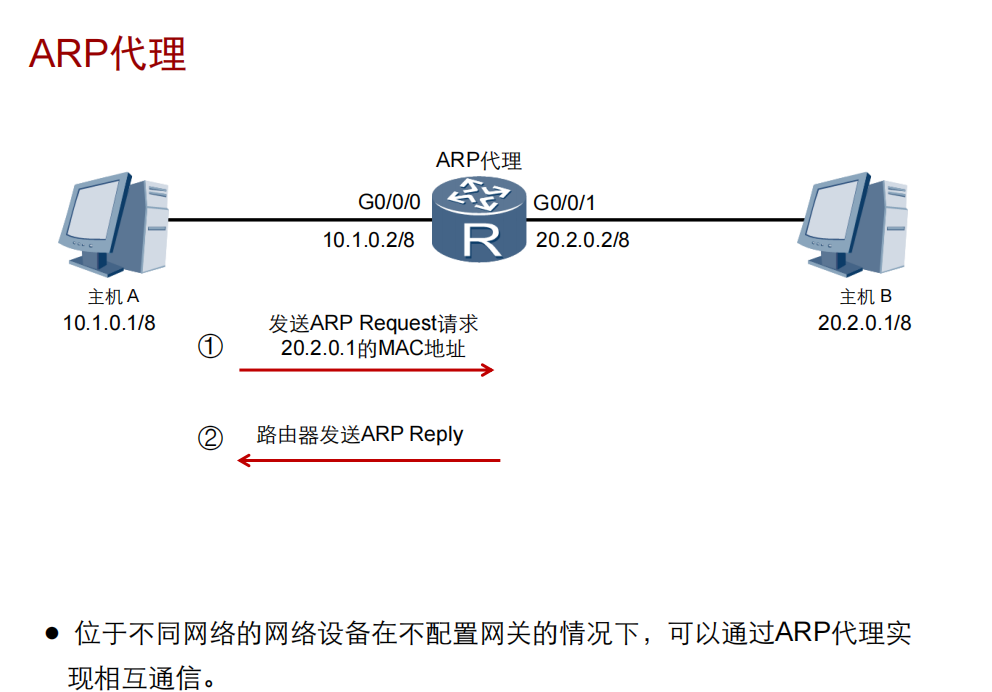 ARP代理
ARP代理
G0/0/0
G0/0/1
10.1.0.2/8
20.2.0.2/8
R
主机 A
10.1.0.1/8
主机 B
20.2.0.1/8
① 发送ARP Request请求
20.2.0.1的MAC地址
② 路由器发送ARP Reply
● 位于不同网络的网络设备在不配置网关的情况下，可以通过ARP代理实
现相互通信。